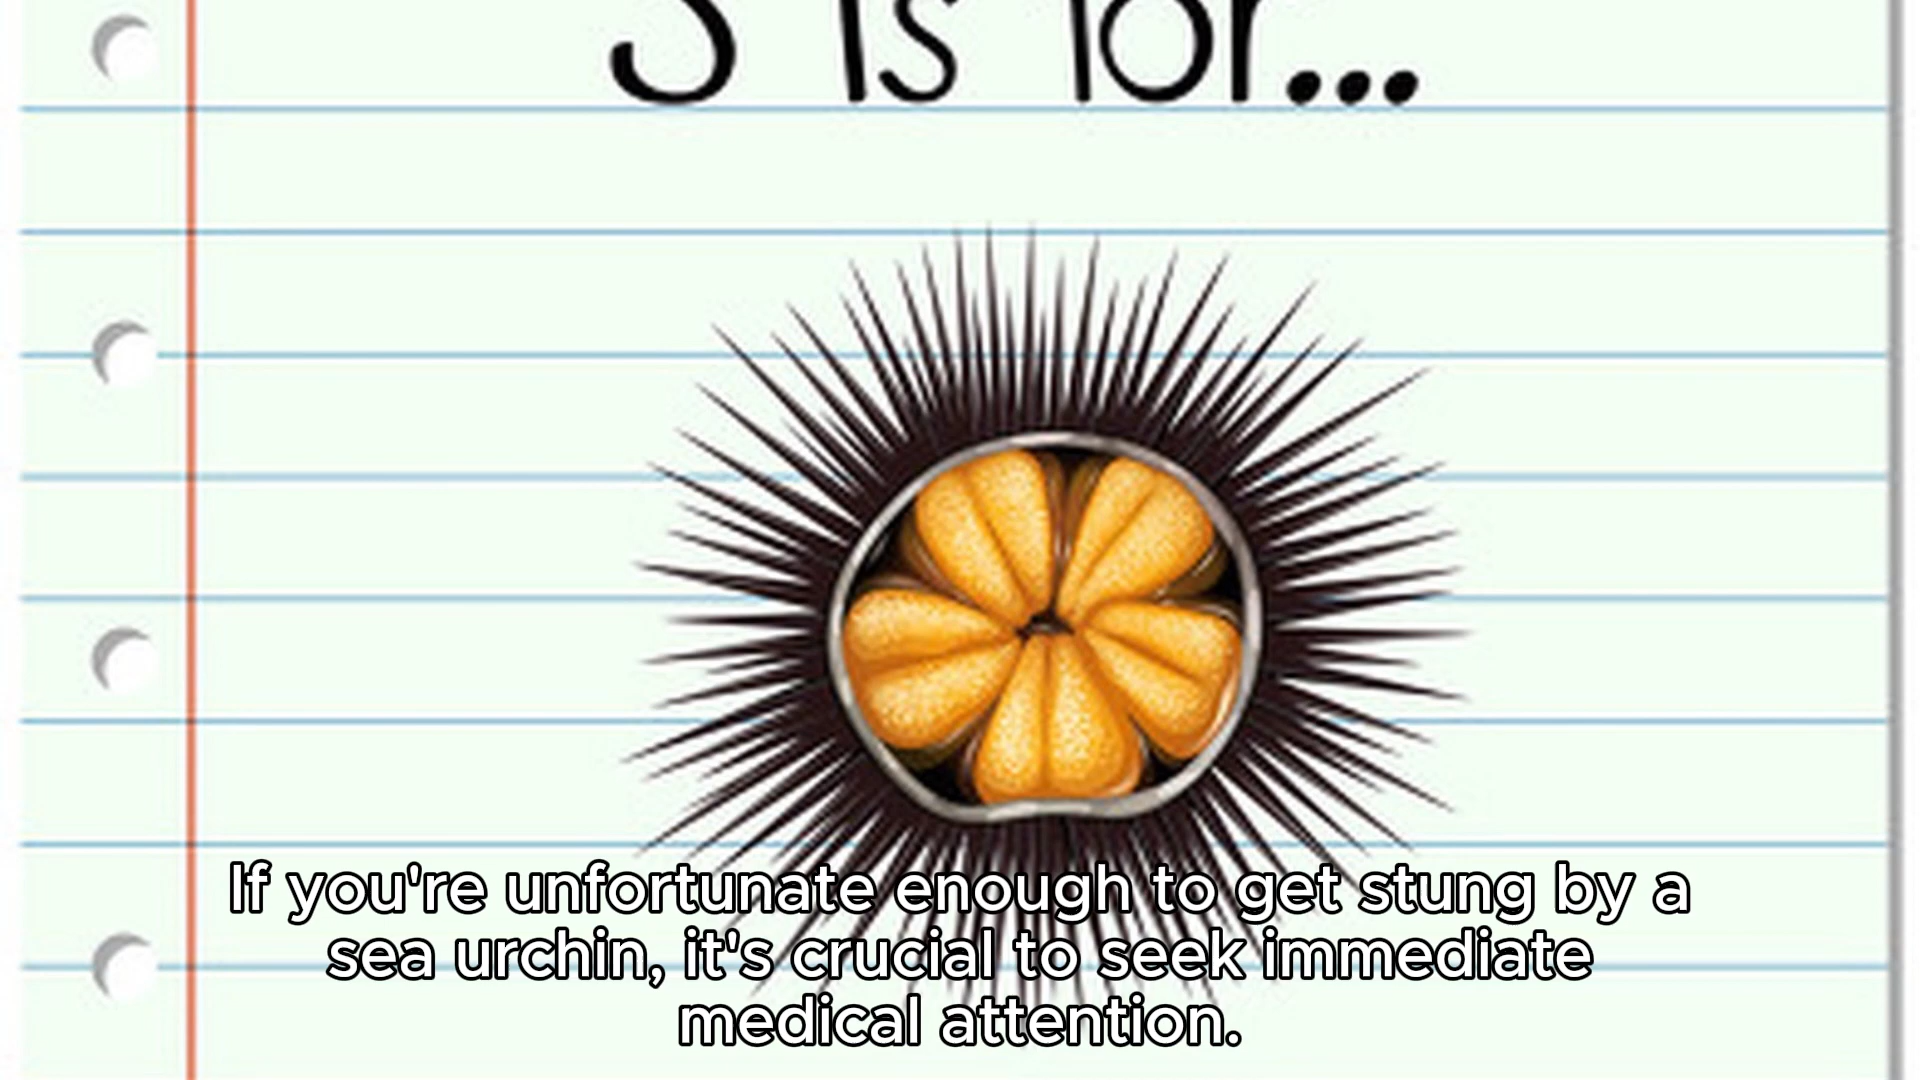 S is for...
If you're unfortunate enough to get stung by a
sea urchin, it's crucial to seek immediate
medical attention.